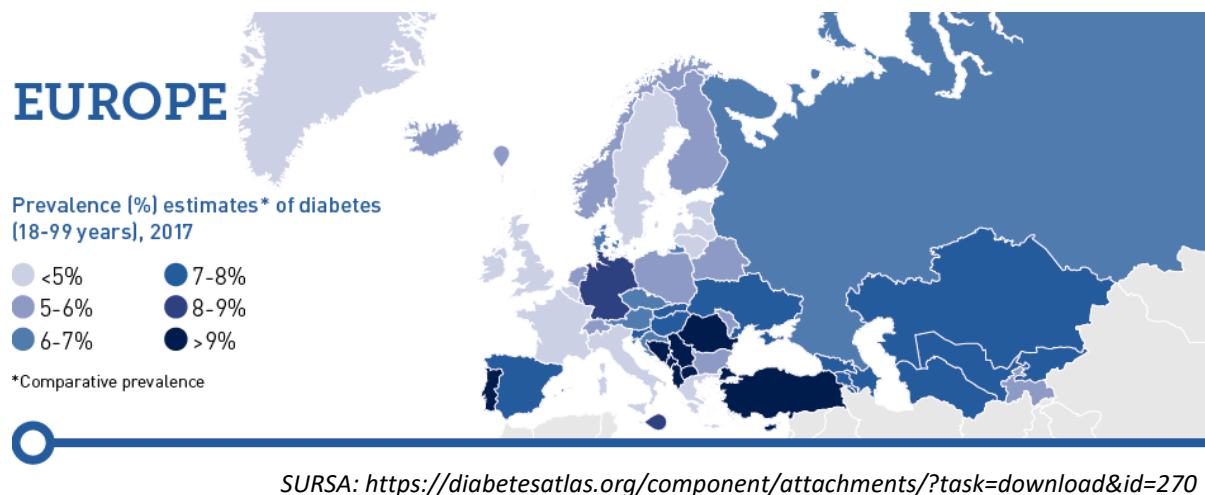 EUROPE
Prevalence (%) estimates* of diabetes
(18-99 years), 2017
<5%
7-8%
5-6%
8-9%
6-7%
>9%
*Comparative prevalence
SURSA: https://diabetesatlas.org/component/attachments/?task=download&id=270